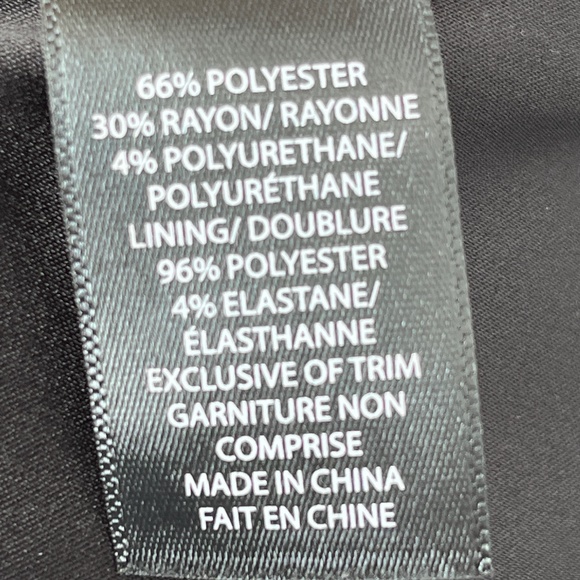 66% POLYESTER
30% RAYON/ RAYONNE
4% POLYURETHANE/
POLYURÉTHANE
LINING/ DOUBLURE
96% POLYESTER
4% ELASTANE/
ÉLASTHANNE
EXCLUSIVE OF TRIM
GARNITURE NON
COMPRISE
MADE IN CHINA
FAIT EN CHINE